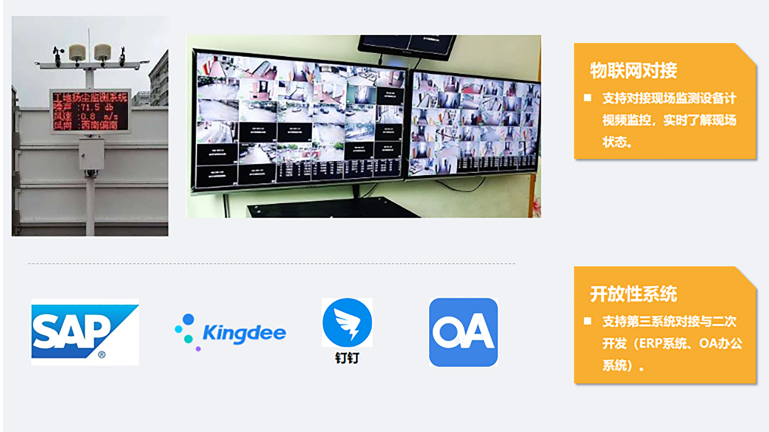 工地扬尘监测系统
噪声:71.5 db
风速:0.8 m/s
风向:西南偏南
物联网对接
■ 支持对接现场监测设备计
视频监控，实时了解现场
状态。
SAP®
Kingdee
钉钉
OA
开放性系统
■ 支持第三系统对接与二次
开发（ERP系统、OA办公
系统）。